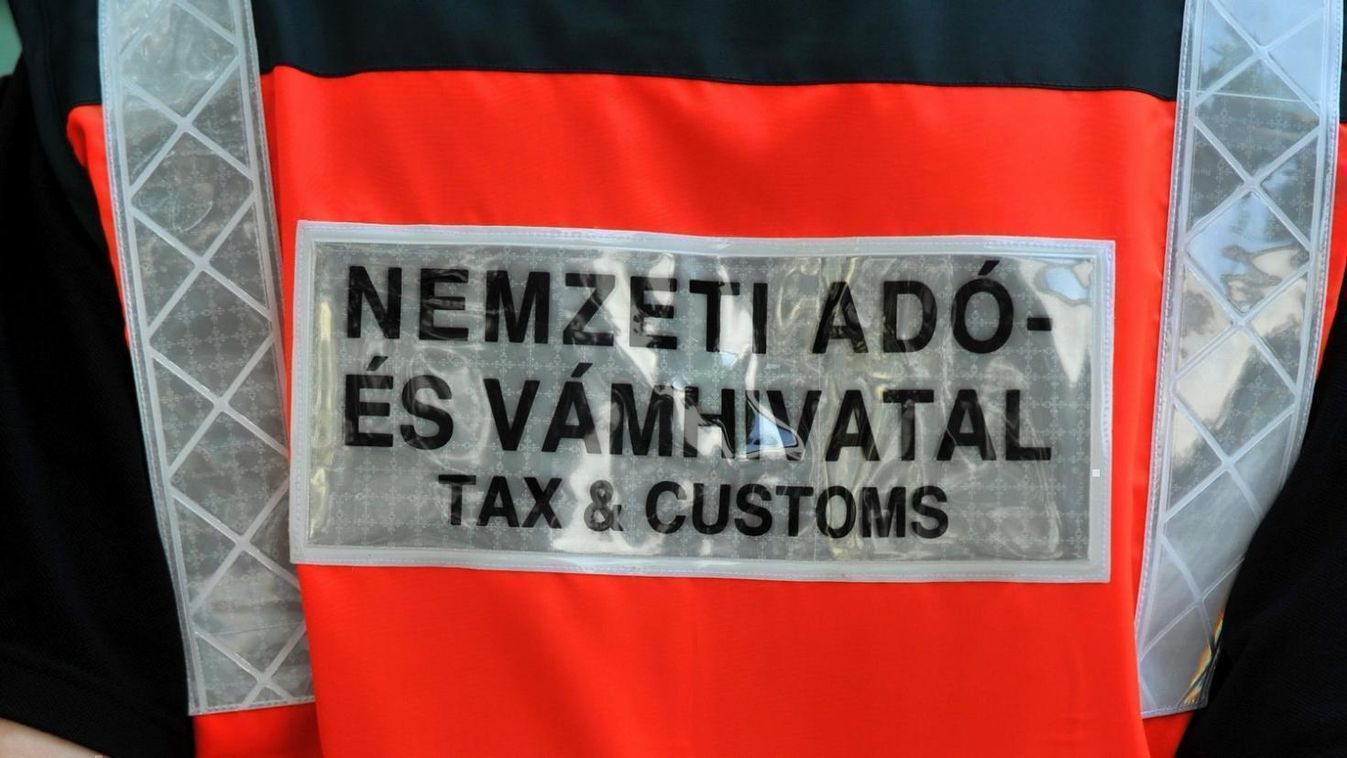 NEMZETI ADÓ-
ÉS VÁMHIVATAL
TAX & CUSTOMS